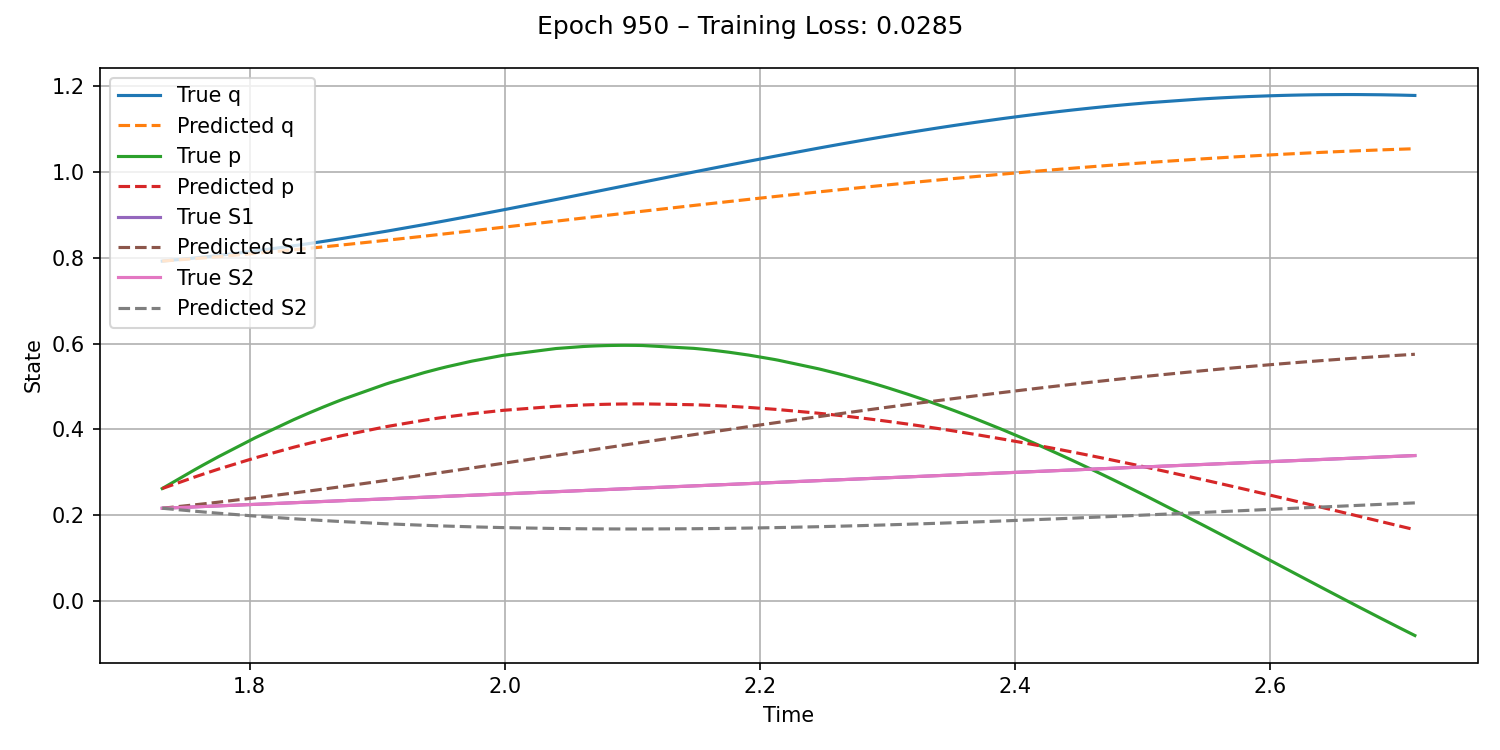 Epoch 950 – Training Loss: 0.0285
True q
Predicted q
True p
Predicted p
True S1
Predicted S1
True S2
Predicted S2
State
1.2
1.0
0.8
0.6
0.4
0.2
0.0
1.8
2.0
2.2
2.4
2.6
Time